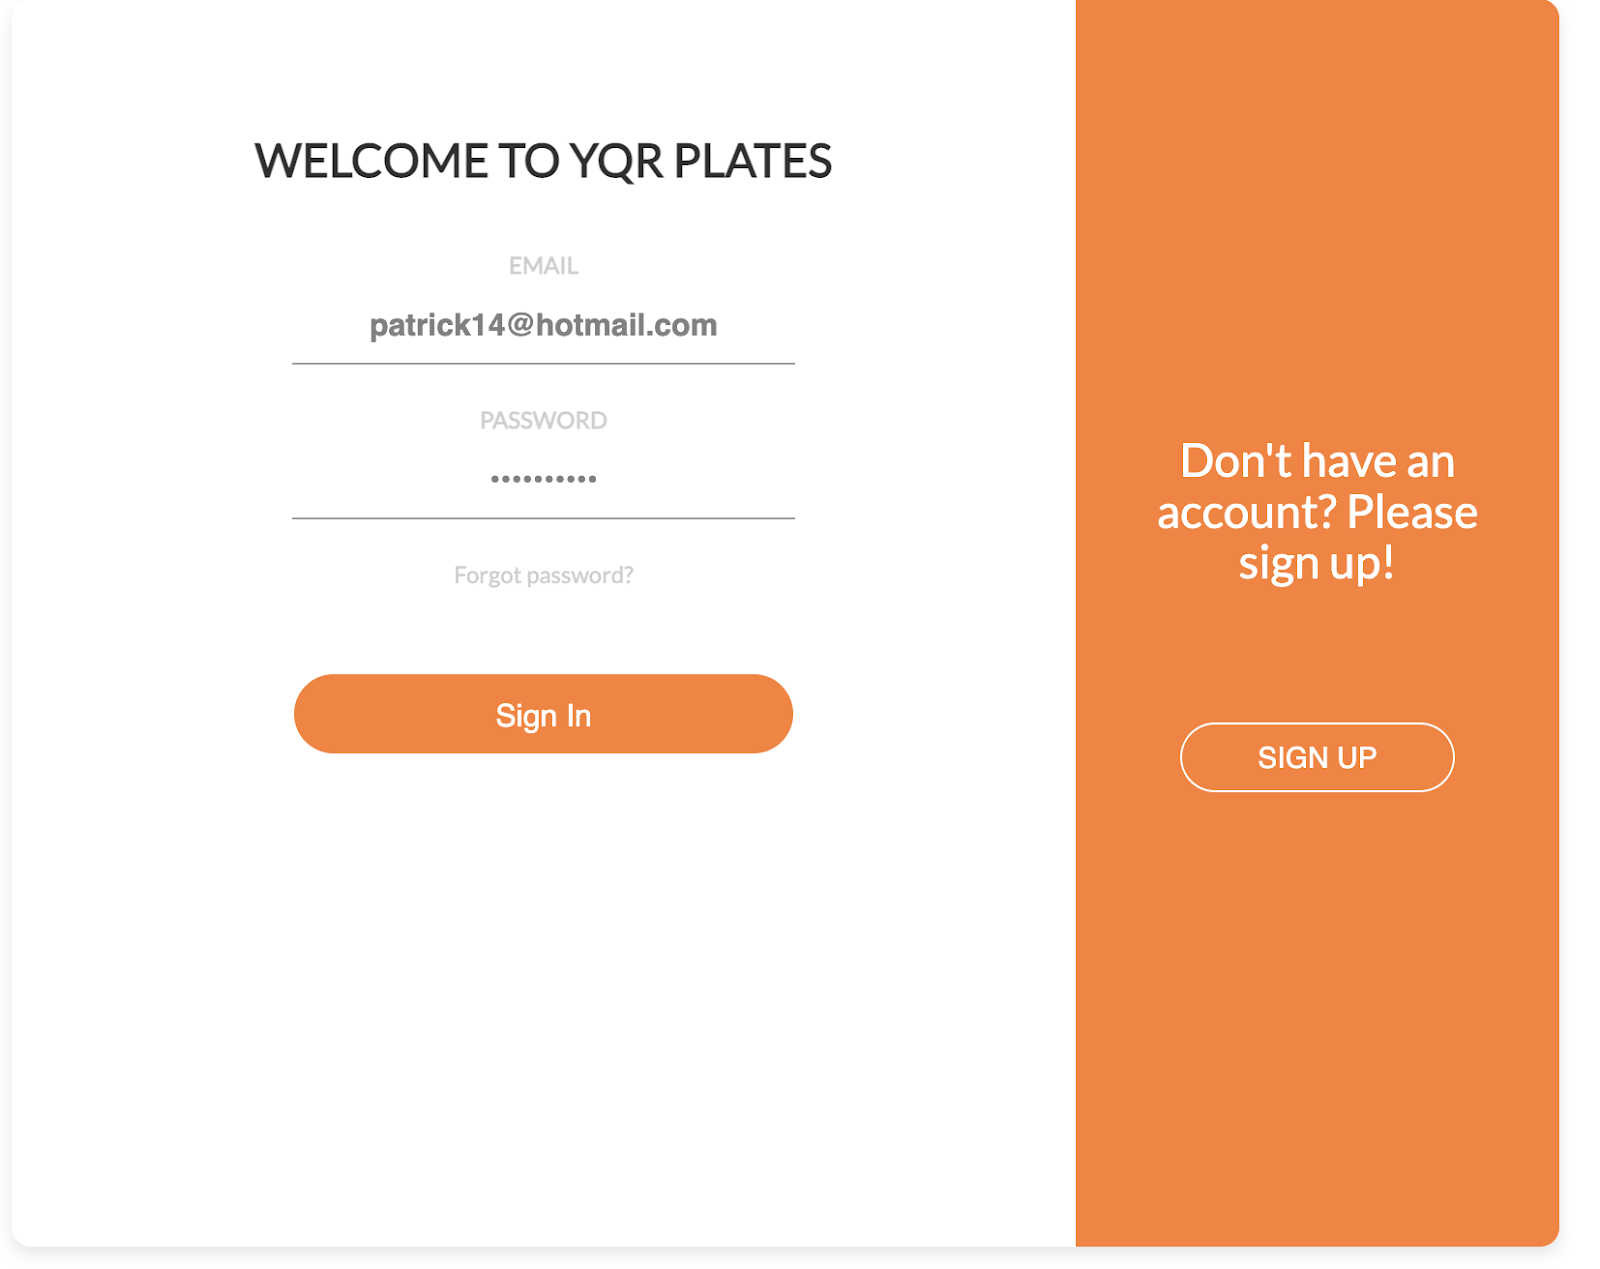 WELCOME TO YQR PLATES
EMAIL
patrick14@hotmail.com
PASSWORD
••••••••••
Forgot password?
Sign In
Don't have an
account? Please
sign up!
SIGN UP